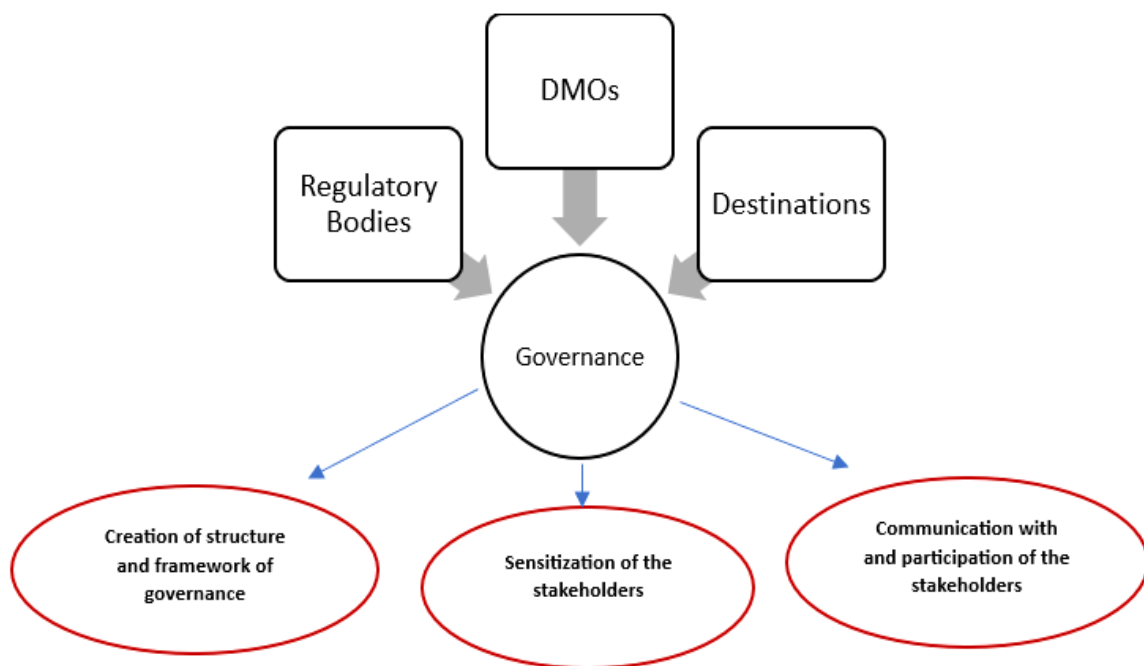 DMOs
Regulatory
Bodies
Destinations
Governance
Creation of structure
and framework of
governance
Sensitization of the
stakeholders
Communication with
and participation of the
stakeholders